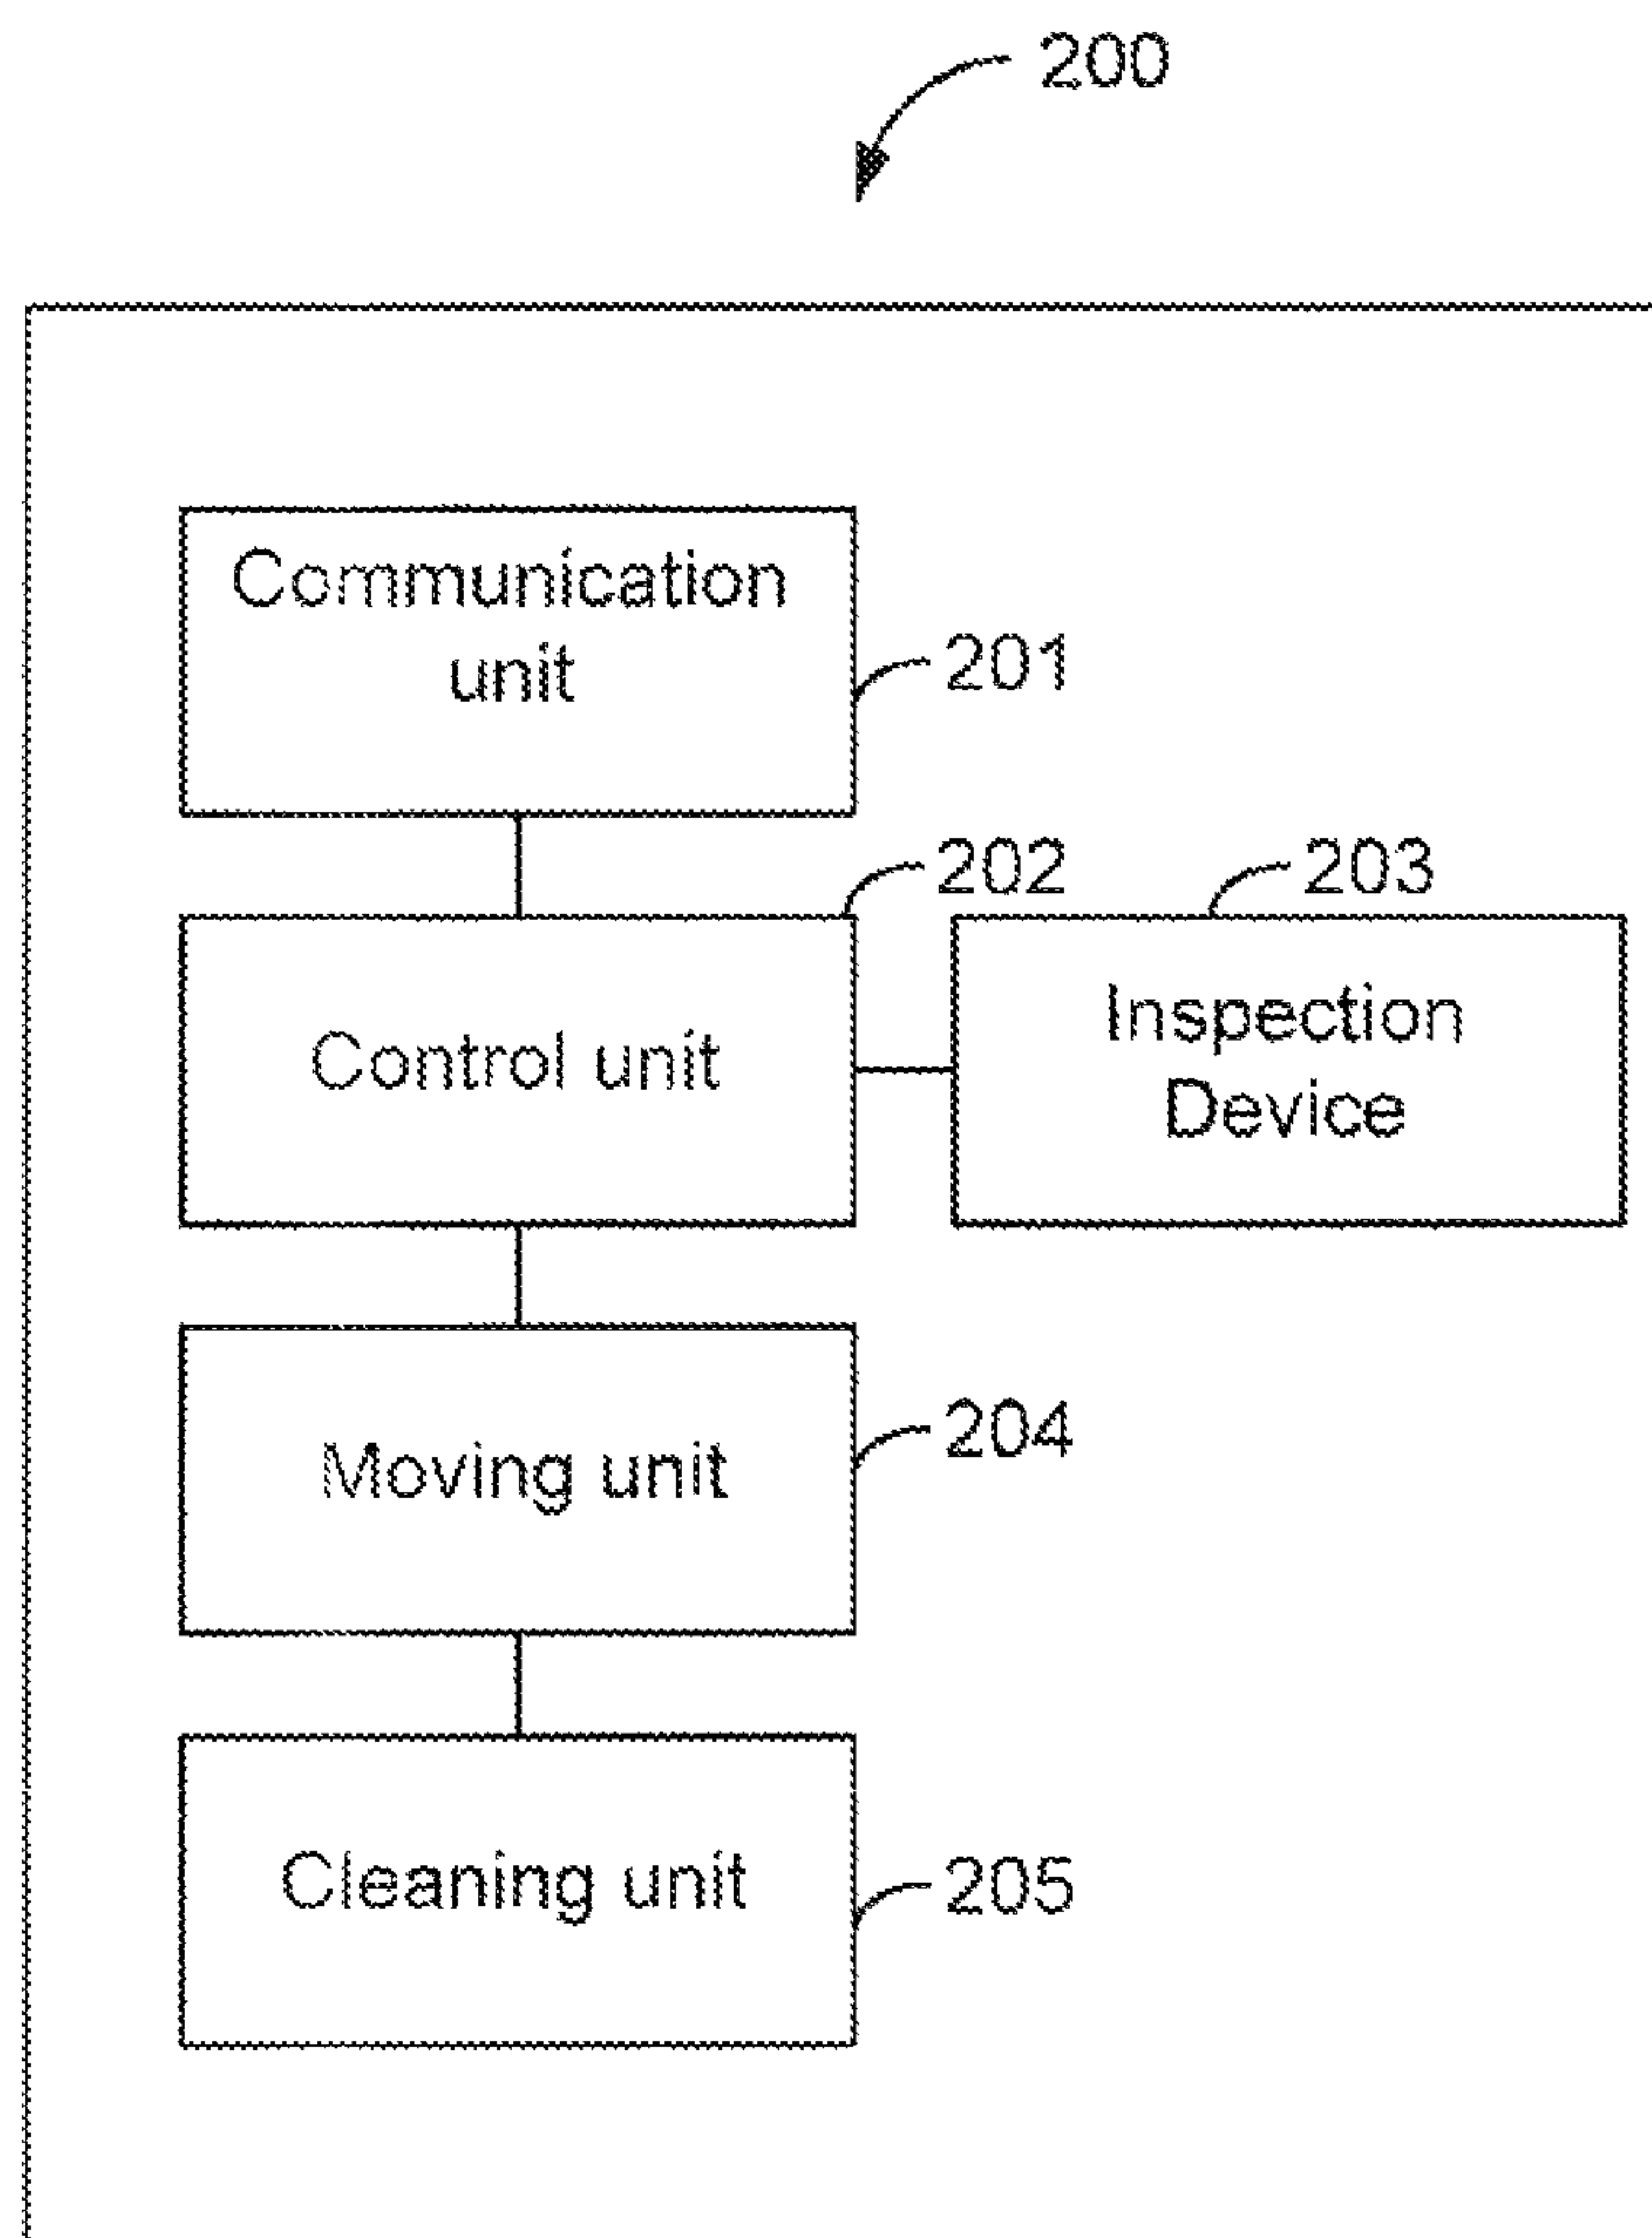 200
Communication
unit
201
202
203
Control unit
Inspection
Device
Moving unit
204
Cleaning unit
205